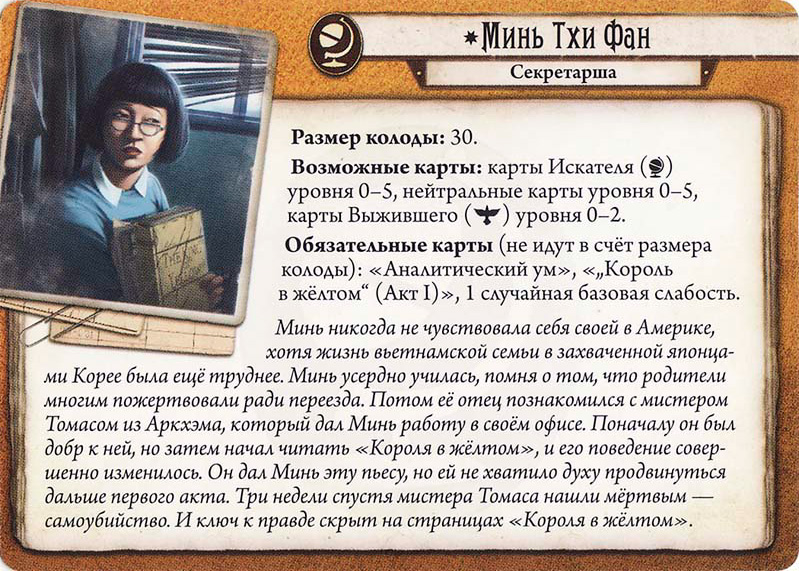 Минь Тхи Фан
Секретарша
Размер колоды: 30.
Возможные карты: карты Искателя ()
уровня 0–5, нейтральные карты уровня 0–5,
карты Выжившего () уровня 0–2.
Обязательные карты (не идут в счёт размера
колоды): «Аналитический ум», «„Король
в жёлтом“ (Акт I)», 1 случайная базовая слабость.
Минь никогда не чувствовала себя своей в Америке,
хотя жизнь вьетнамской семьи в захваченной японца-
ми Корее была ещё труднее. Минь усердно училась, помня о том, что родители
многим пожертвовали ради переезда. Потом её отец познакомился с мистером
Томасом из Аркхэма, который дал Минь работу в своём офисе. Поначалу он был
добр к ней, но затем начал читать «Короля в жёлтом», и его поведение совер-
шенно изменилось. Он дал Минь эту пьесу, но ей не хватило духу продвинуться
дальше первого акта. Три недели спустя мистера Томаса нашли мёртвым —
самоубийство. И ключ к правде скрыт на страницах «Короля в жёлтом».
THE KING